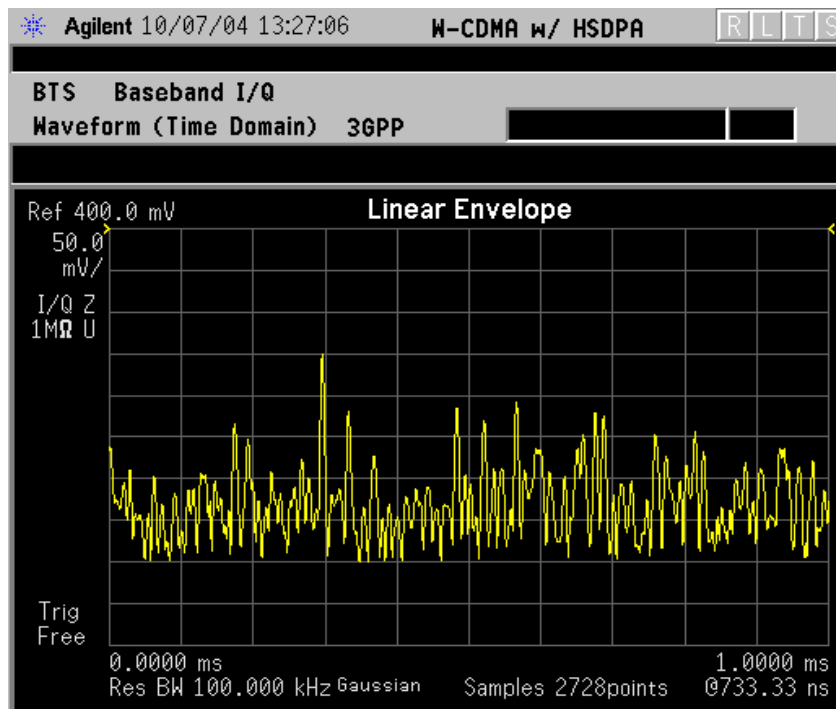 Agilent 10/07/04 13:27:06 W-CDMA w/ HSDPA R L T S
BTS Baseband I/Q
Waveform (Time Domain) 3GPP
Ref 400.0 mV Linear Envelope
50.0
mV/
I/Q Z
1MΩ U
Trig
Free
0.0000 ms 1.0000 ms
Res BW 100.000 kHz Gaussian Samples 2728points @733.33 ns